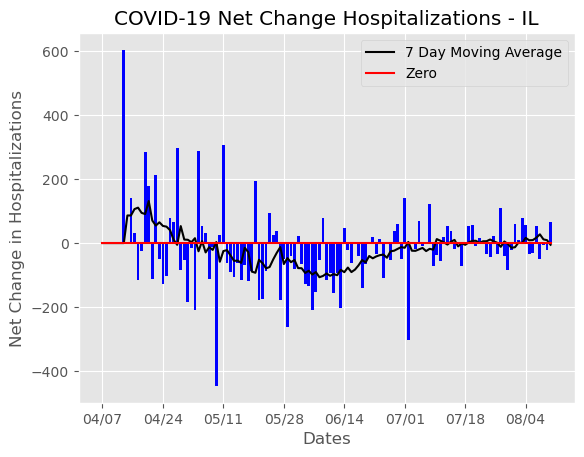 COVID-19 Net Change Hospitalizations - IL
7 Day Moving Average
Zero
Net Change in Hospitalizations
600
400
200
0
−200
−400
04/07 04/24 05/11 05/28 06/14 07/01 07/18 08/04
Dates